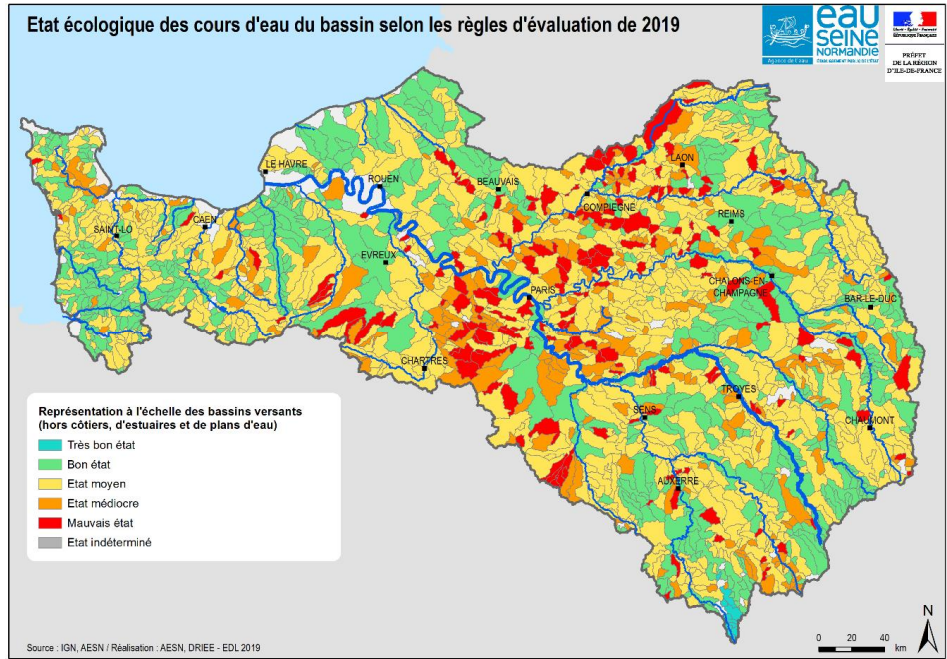 Etat écologique des cours d'eau du bassin selon les règles d'évaluation de 2019
eau
SEINE
NORMANDIE
Agence de l'eau
RÉPUBLIQUE FRANÇAISE
PRÉFET
DE LA RÉGION
D'ILE-DE-FRANCE
LE HAVRE
ROUEN
BEAUVAIS
LAON
COMPIEGNE
REIMS
SAINT-LO
CAEN
EVREUX
PARIS
CHALONS-EN-
CHAMPAGNE
BAR-LE-DUC
CHARTRES
TROYES
SENS
CHAUMONT
AUXERRE
Représentation à l'échelle des bassins versants
(hors côtiers, d'estuaires et de plans d'eau)
Très bon état
Bon état
Etat moyen
Etat médiocre
Mauvais état
Etat indéterminé
N
0 20 40
km
Source : IGN, AESN / Réalisation : AESN, DRIEE - EDL 2019